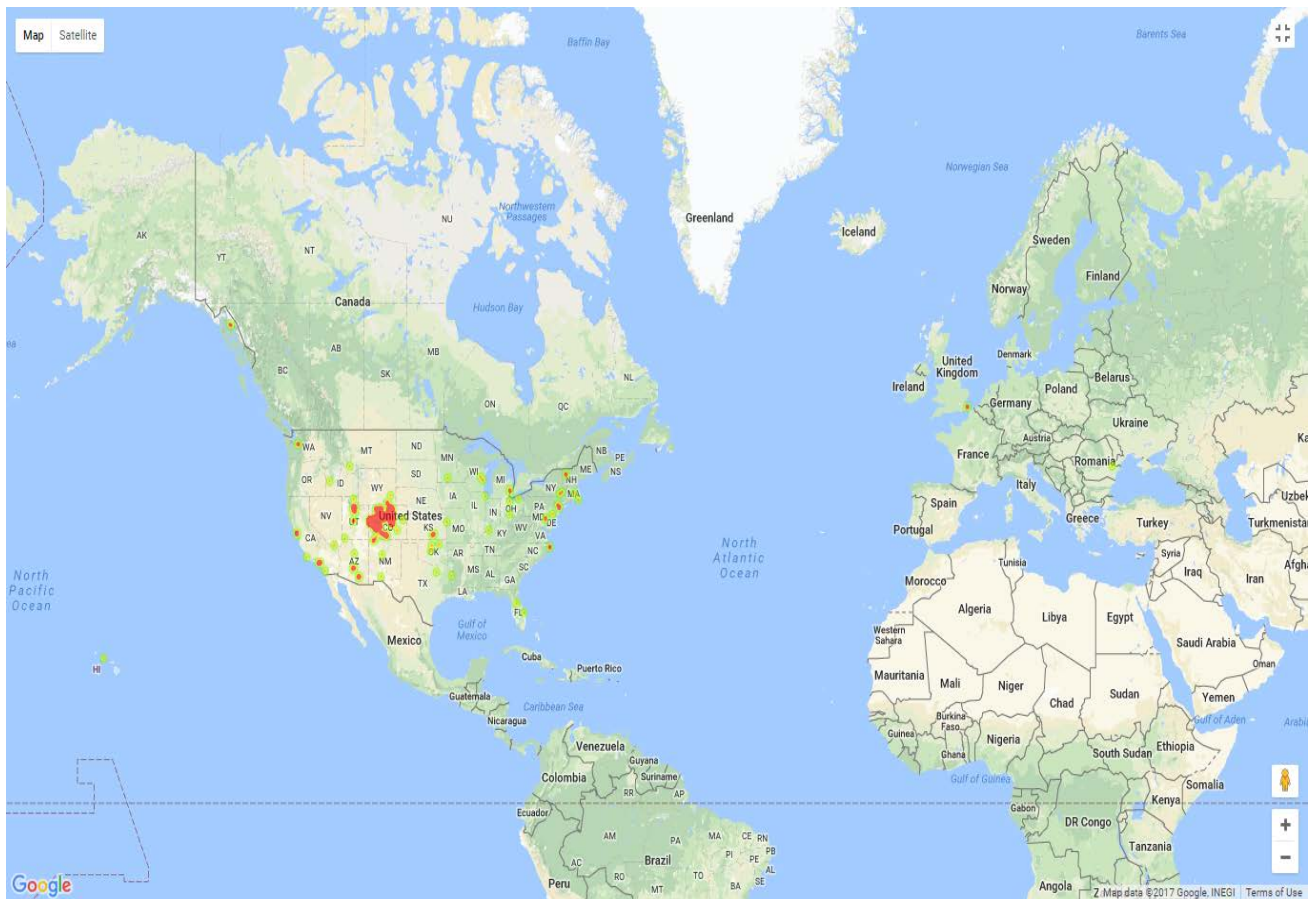 Map Satellite
Baffin Bay
Barents Sea
Norwegian Sea
Greenland
Iceland
Sweden
Finland
Norway
NU
Northwestern
Passages
AK
YT
NT
Canada
Hudson Bay
AB
MB
BC
SK
NL
ON
QC
Denmark
United
Kingdom
Ireland
Belarus
Poland
Germany
Ukraine
Austria
France
Romania
Italy
Spain
Portugal
Greece
Turkey
Uzbek
Turkmenistan
WA
MT
ND
MN
NB
PE
NS
ME
OR
ID
SD
WI
MI
NY
NH
MA
WY
IA
NE
PA
OH
NV
UT
United States
IL
IN
MD
DE
CO
KS
MO
WV
KY
VA
CA
OK
AR
TN
NC
AZ
NM
MS
AL
SC
GA
TX
LA
FL
North
Pacific
Ocean
North
Atlantic
Ocean
Gulf of
Mexico
Mexico
HI
Cuba
Puerto Rico
Guatemala
Caribbean Sea
Nicaragua
Syria
Iraq
Iran
Afgha
Tunisia
Morocco
Algeria
Libya
Egypt
Western
Sahara
Saudi Arabia
Oman
Mauritania
Mali
Niger
Chad
Sudan
Yemen
Gulf of Aden
Arabi
Burkina
Faso
Guinea
Ghana
Nigeria
South Sudan
Ethiopia
Somalia
Gulf of Guinea
Venezuela
Guyana
Suriname
Colombia
RR
AP
Ecuador
Gabon
Kenya
DR Congo
Tanzania
AM
PA
MA
CE
RN
PB
PI
PE
AL
SE
AC
Brazil
TO
RO
BA
MT
Peru
Angola
Google
Z
Map data ©2017 Google, INEGI Terms of Use